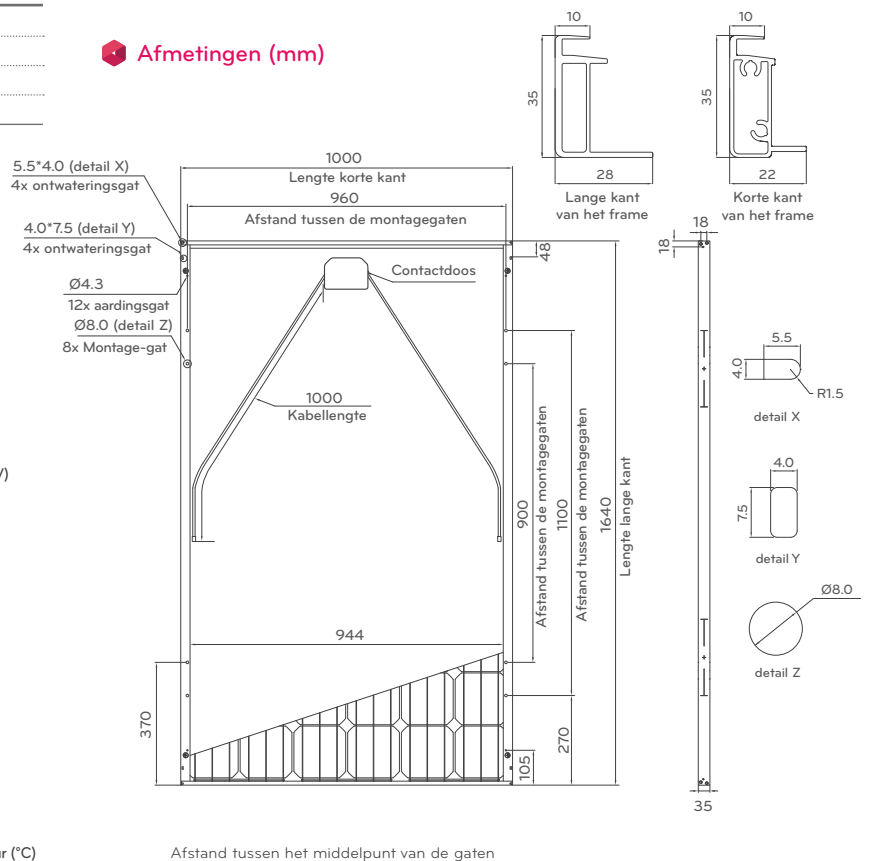 Afmetingen (mm)
10
35
28
Lange kant
van het frame
10
35
22
Korte kant
van het frame
5.5*4.0 (detail X)
4x ontwateringsgat
4.0*7.5 (detail Y)
4x ontwateringsgat
Ø4.3
12x aardingsgat
Ø8.0 (detail Z)
8x Montage-gat
1000
Lengte korte kant
960
Afstand tussen de montagegaten
48
Contactdoos
1000
Kabellengte
900
Afstand tussen de montagegaten
1100
Afstand tussen de montagegaten
1640
Lengte lange kant
944
370
270
105
18
18
35
5.5
4.0
R1.5
detail X
4.0
7.5
detail Y
Ø8.0
detail Z
/)
ur (°C)
Afstand tussen het middelpunt van de gaten